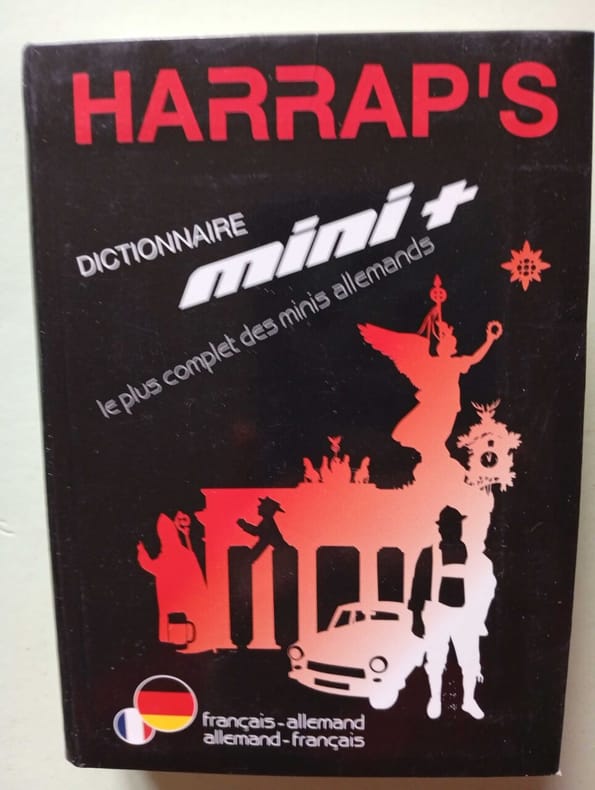 HARRAP'S
DICTIONNAIRE mini+
le plus complet des minis allemands
français-allemand
allemand-français